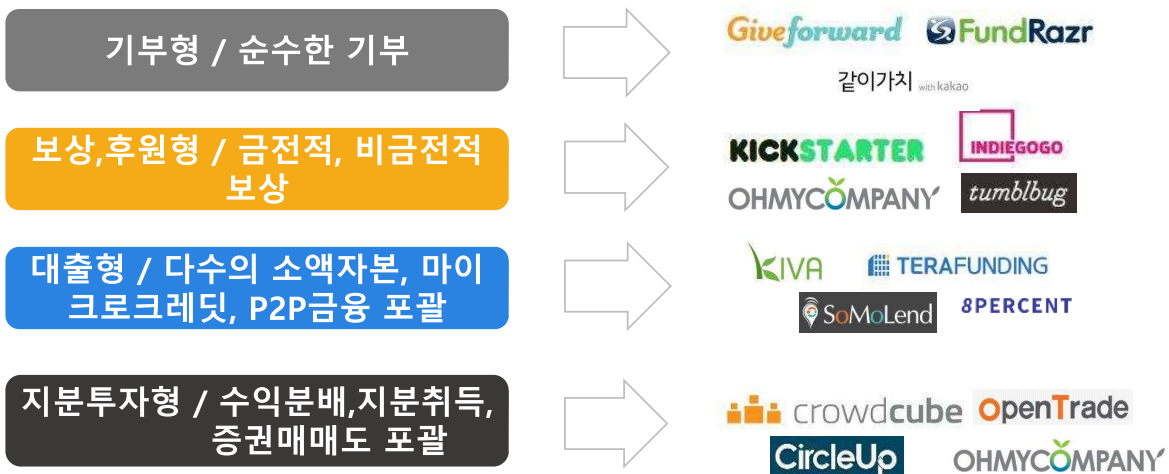 기부형 / 순수한 기부
Giveforward FundRazr
같이가치 with kakao
보상,후원형 / 금전적, 비금전적
보상
KICKSTARTER INDIEGOGO
OHMYCOMPANY tumblbug
대출형 / 다수의 소액자본, 마이
크로크레딧, P2P금융 포괄
KIVA TERAFUNDING
SoMoLend 8PERCENT
지분투자형 / 수익분배,지분취득,
증권매매도 포괄
crowdcube OpenTrade
CircleUp OHMYCOMPANY